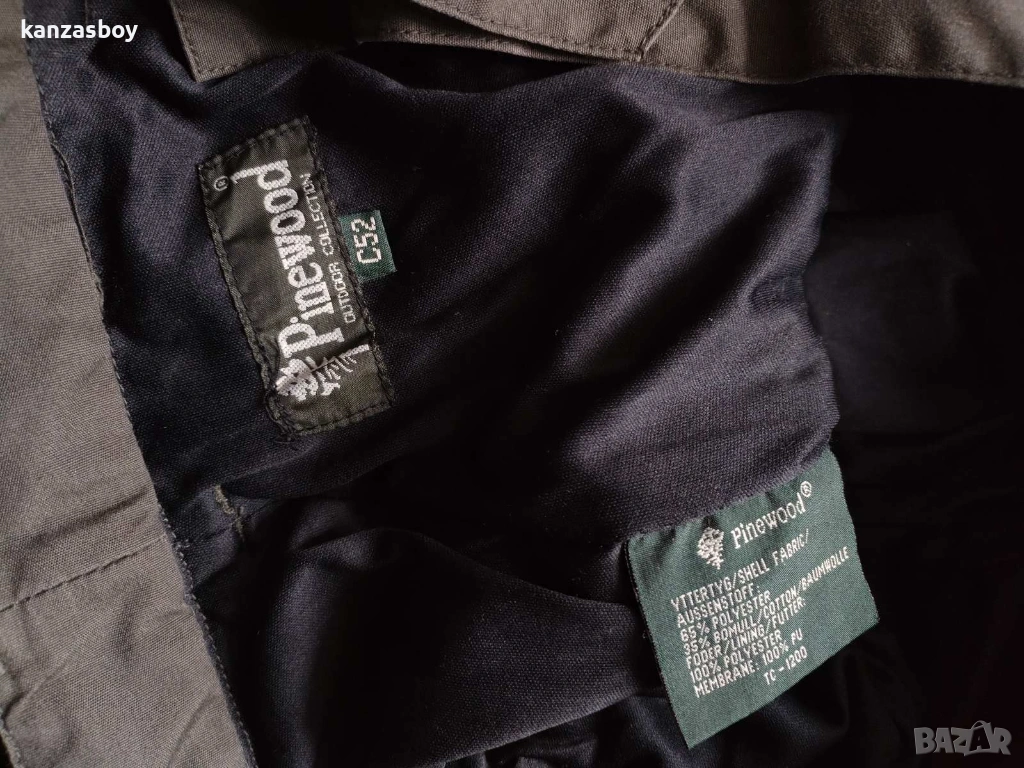 kanzasboy
Pinewood®
OUTDOOR COLLECTION
C52
Pinewood®
YTTERTYG/SHELL FABRIC/
AUSSENSTOFF:
65% POLYESTER
35% BOMULL/COTTON/BAUMWOLLE
FODER/LINING/FUTTER:
100% POLYESTER
MEMBRANE: 100% PU
TC-1200
BAZAR